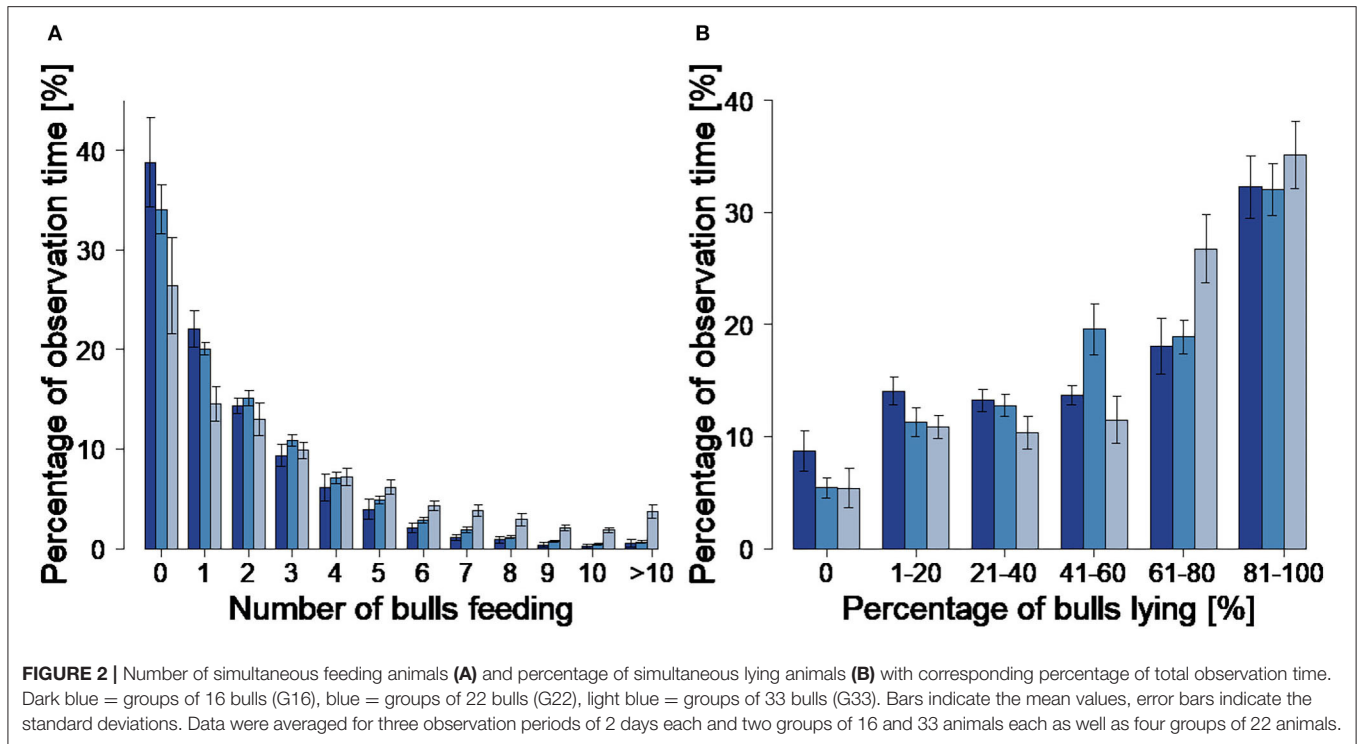 A
B
Percentage of observation time [%]
40
30
20
10
0
0 1 2 3 4 5 6 7 8 9 10 >10
Number of bulls feeding
Percentage of observation time [%]
40
30
20
10
0
0 1-20 21-40 41-60 61-80 81-100
Percentage of bulls lying [%]
FIGURE 2 | Number of simultaneous feeding animals (A) and percentage of simultaneous lying animals (B) with corresponding percentage of total observation time.
Dark blue = groups of 16 bulls (G16), blue = groups of 22 bulls (G22), light blue = groups of 33 bulls (G33). Bars indicate the mean values, error bars indicate the
standard deviations. Data were averaged for three observation periods of 2 days each and two groups of 16 and 33 animals each as well as four groups of 22 animals.